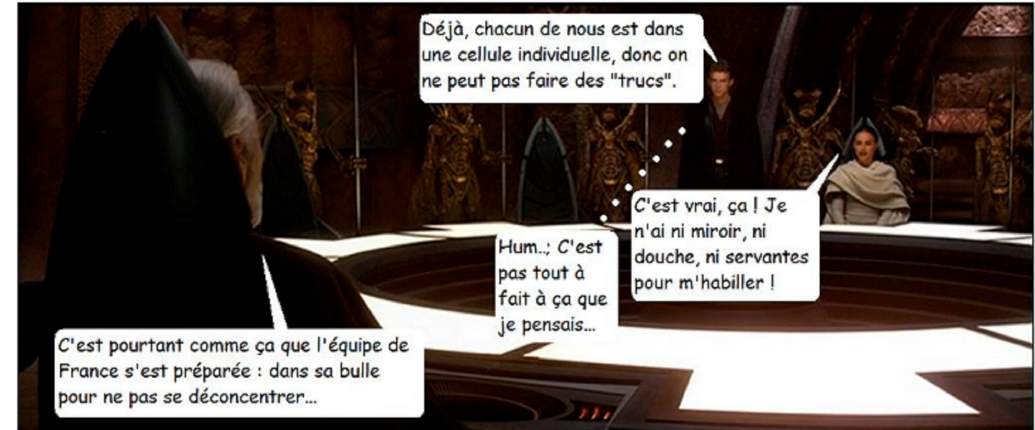 Déjà, chacun de nous est dans
une cellule individuelle, donc on
ne peut pas faire des "trucs".
C'est vrai, ça ! Je
n'ai ni miroir, ni
douche, ni servantes
pour m'habiller !
Hum..; C'est
pas tout à
fait à ça que
je pensais...
C'est pourtant comme ça que l'équipe de
France s'est préparée : dans sa bulle
pour ne pas se déconcentrer...